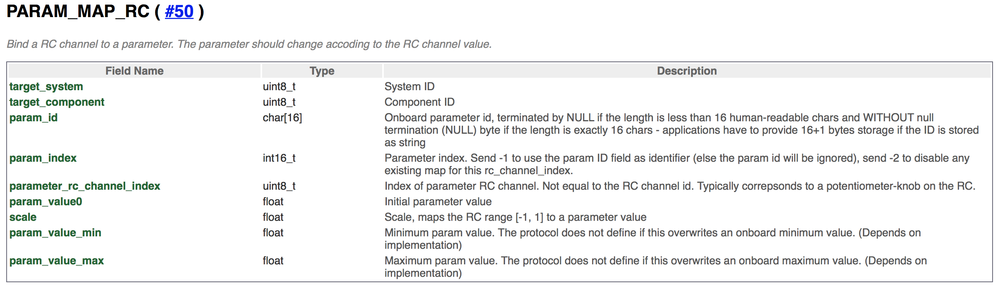 PARAM_MAP_RC ( #50 )
Bind a RC channel to a parameter. The parameter should change accoding to the RC channel value.
Field Name Type Description
target_system uint8_t System ID
target_component uint8_t Component ID
param_id char[16] Onboard parameter id, terminated by NULL if the length is less than 16 human-readable chars and WITHOUT null
termination (NULL) byte if the length is exactly 16 chars - applications have to provide 16+1 bytes storage if the ID is stored
as string
param_index int16_t Parameter index. Send -1 to use the param ID field as identifier (else the param id will be ignored), send -2 to disable any
existing map for this rc_channel_index.
parameter_rc_channel_index uint8_t Index of parameter RC channel. Not equal to the RC channel id. Typically correpsonds to a potentiometer-knob on the RC.
param_value0 float Initial parameter value
scale float Scale, maps the RC range [-1, 1] to a parameter value
param_value_min float Minimum param value. The protocol does not define if this overwrites an onboard minimum value. (Depends on
implementation)
param_value_max float Maximum param value. The protocol does not define if this overwrites an onboard maximum value. (Depends on
implementation)